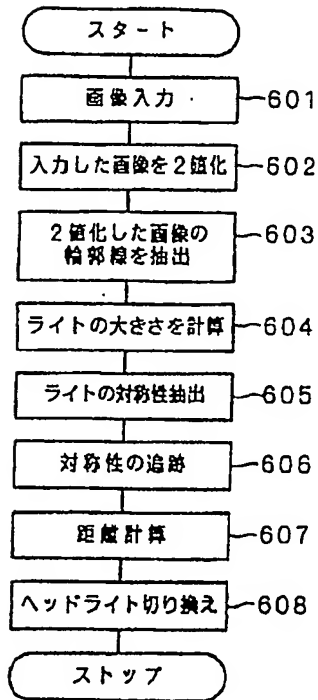 スタート
画像入力 601
入力した画像を2値化 602
2値化した画像の 603
輪郭線を抽出
ライトの大きさを計算 604
ライトの対称性抽出 605
対称性の追跡 606
距離計算 607
ヘッドライト切り換え 608
ストップ